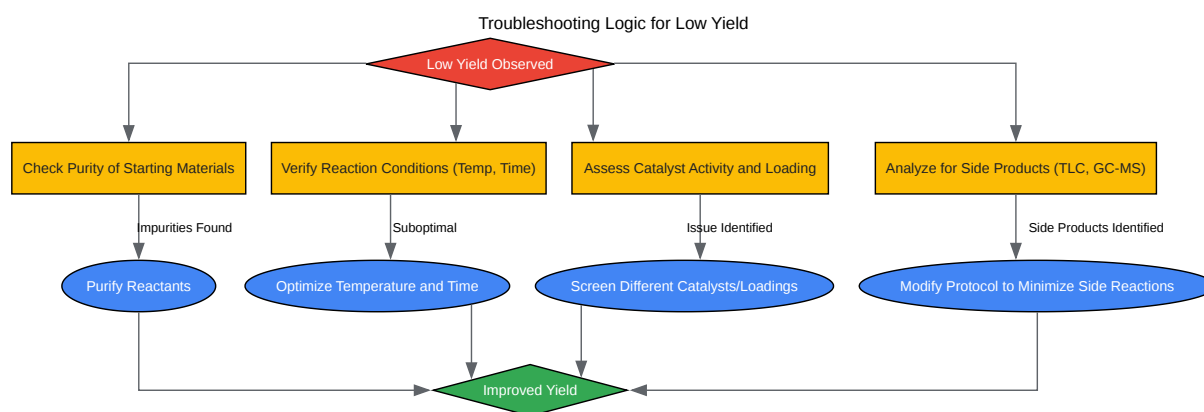 Troubleshooting Logic for Low Yield
Low Yield Observed
Check Purity of Starting Materials
Verify Reaction Conditions (Temp, Time)
Assess Catalyst Activity and Loading
Analyze for Side Products (TLC, GC-MS)
Impurities Found
Suboptimal
Issue Identified
Side Products Identified
Purify Reactants
Optimize Temperature and Time
Screen Different Catalysts/Loadings
Modify Protocol to Minimize Side Reactions
Improved Yield